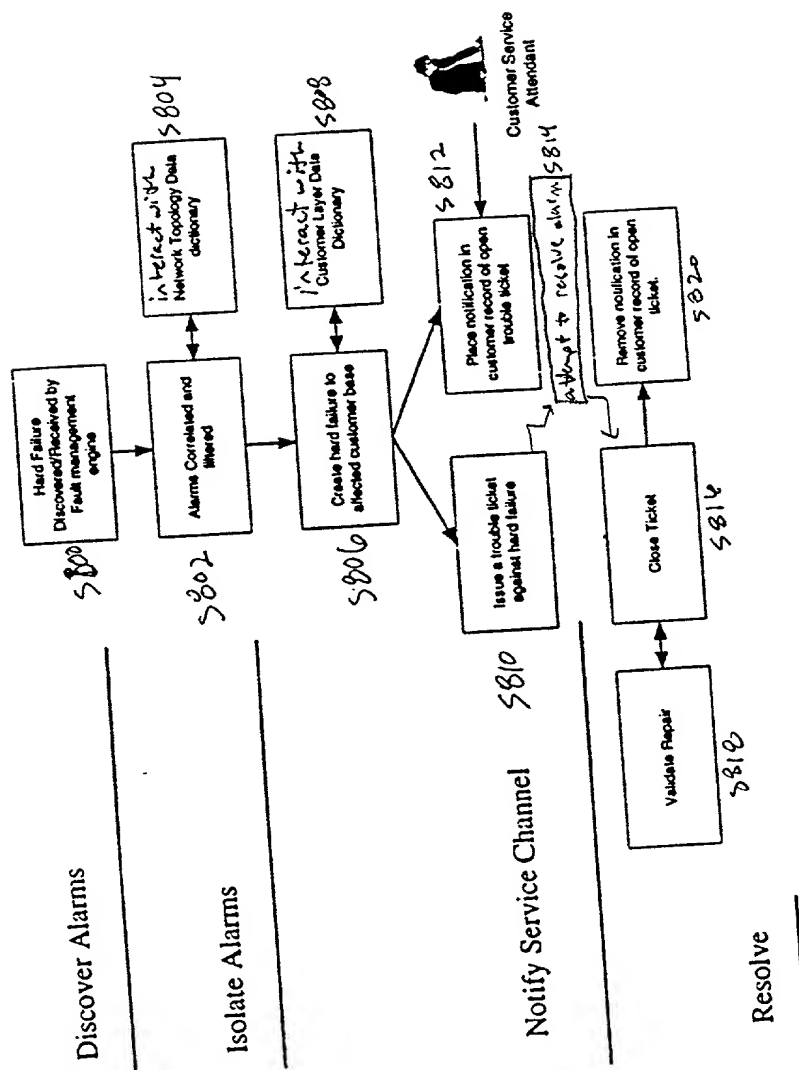 Discover Alarms
Hard Failure
Discovered/Received by
Fault management
engine
S800
Isolate Alarms
Alarms Correlated and
filtered
S802
interact with
Network Topology Data
dictionary
S804
Create hard failure to
affected customer base
S806
interact with
Customer Layer Data
Dictionary
S808
Notify Service Channel
Issue a trouble ticket
against hard failure
S810
Place notification in
customer record of open
trouble ticket
S812
Customer Service
Attendant
attempt to resolve alarm
S814
Resolve
Validate Repair
S818
Close Ticket
S816
Remove notification in
customer record of open
ticket.
S820